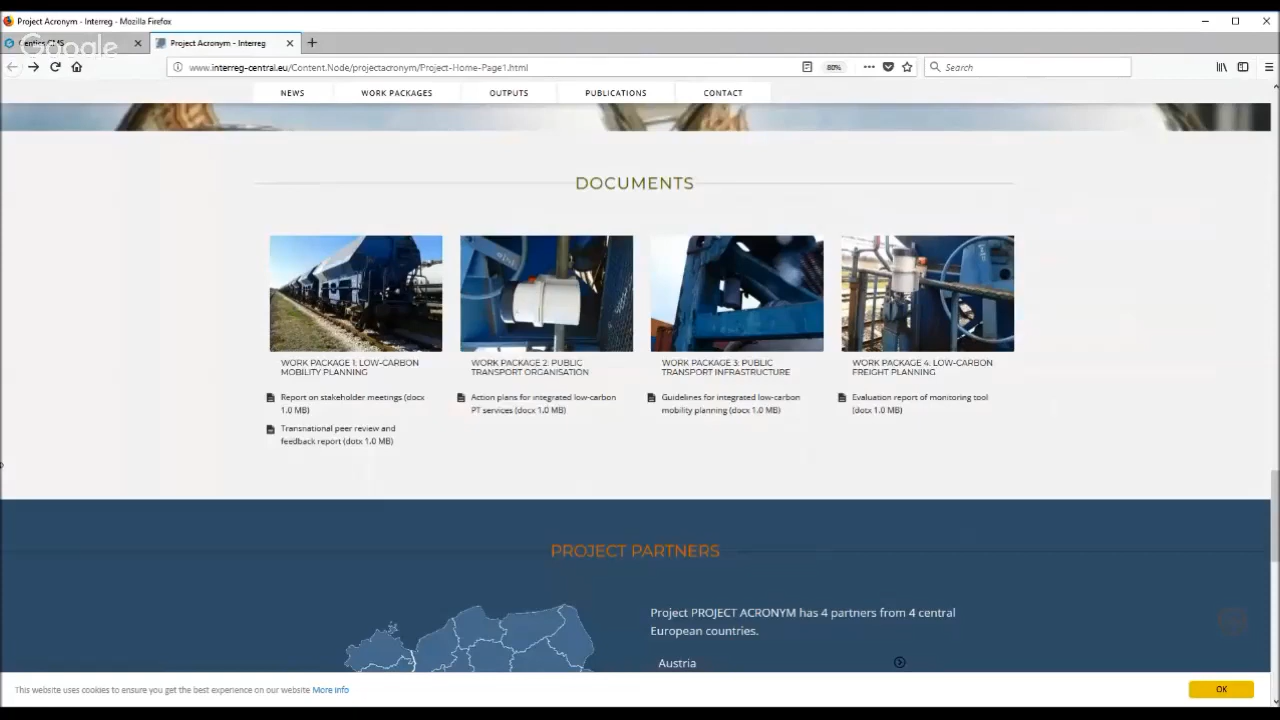 Project Acronym - Interreg - Mozilla Firefox
Google
Project Acronym - Interreg
www.interreg-central.eu/Content.Node/projectacronym/Project-Home-Page1.html
80%
Search
NEWS
WORK PACKAGES
OUTPUTS
PUBLICATIONS
CONTACT
DOCUMENTS
WORK PACKAGE 1: LOW-CARBON
MOBILITY PLANNING
Report on stakeholder meetings (docx
1.0 MB)
Transnational peer review and
feedback report (dotx 1.0 MB)
WORK PACKAGE 2: PUBLIC
TRANSPORT ORGANISATION
Action plans for integrated low-carbon
PT services (docx 1.0 MB)
WORK PACKAGE 3: PUBLIC
TRANSPORT INFRASTRUCTURE
Guidelines for integrated low-carbon
mobility planning (docx 1.0 MB)
WORK PACKAGE 4: LOW-CARBON
FREIGHT PLANNING
Evaluation report of monitoring tool
(dotx 1.0 MB)
PROJECT PARTNERS
Project PROJECT ACRONYM has 4 partners from 4 central
European countries.
Austria
This website uses cookies to ensure you get the best experience on our website More info
OK